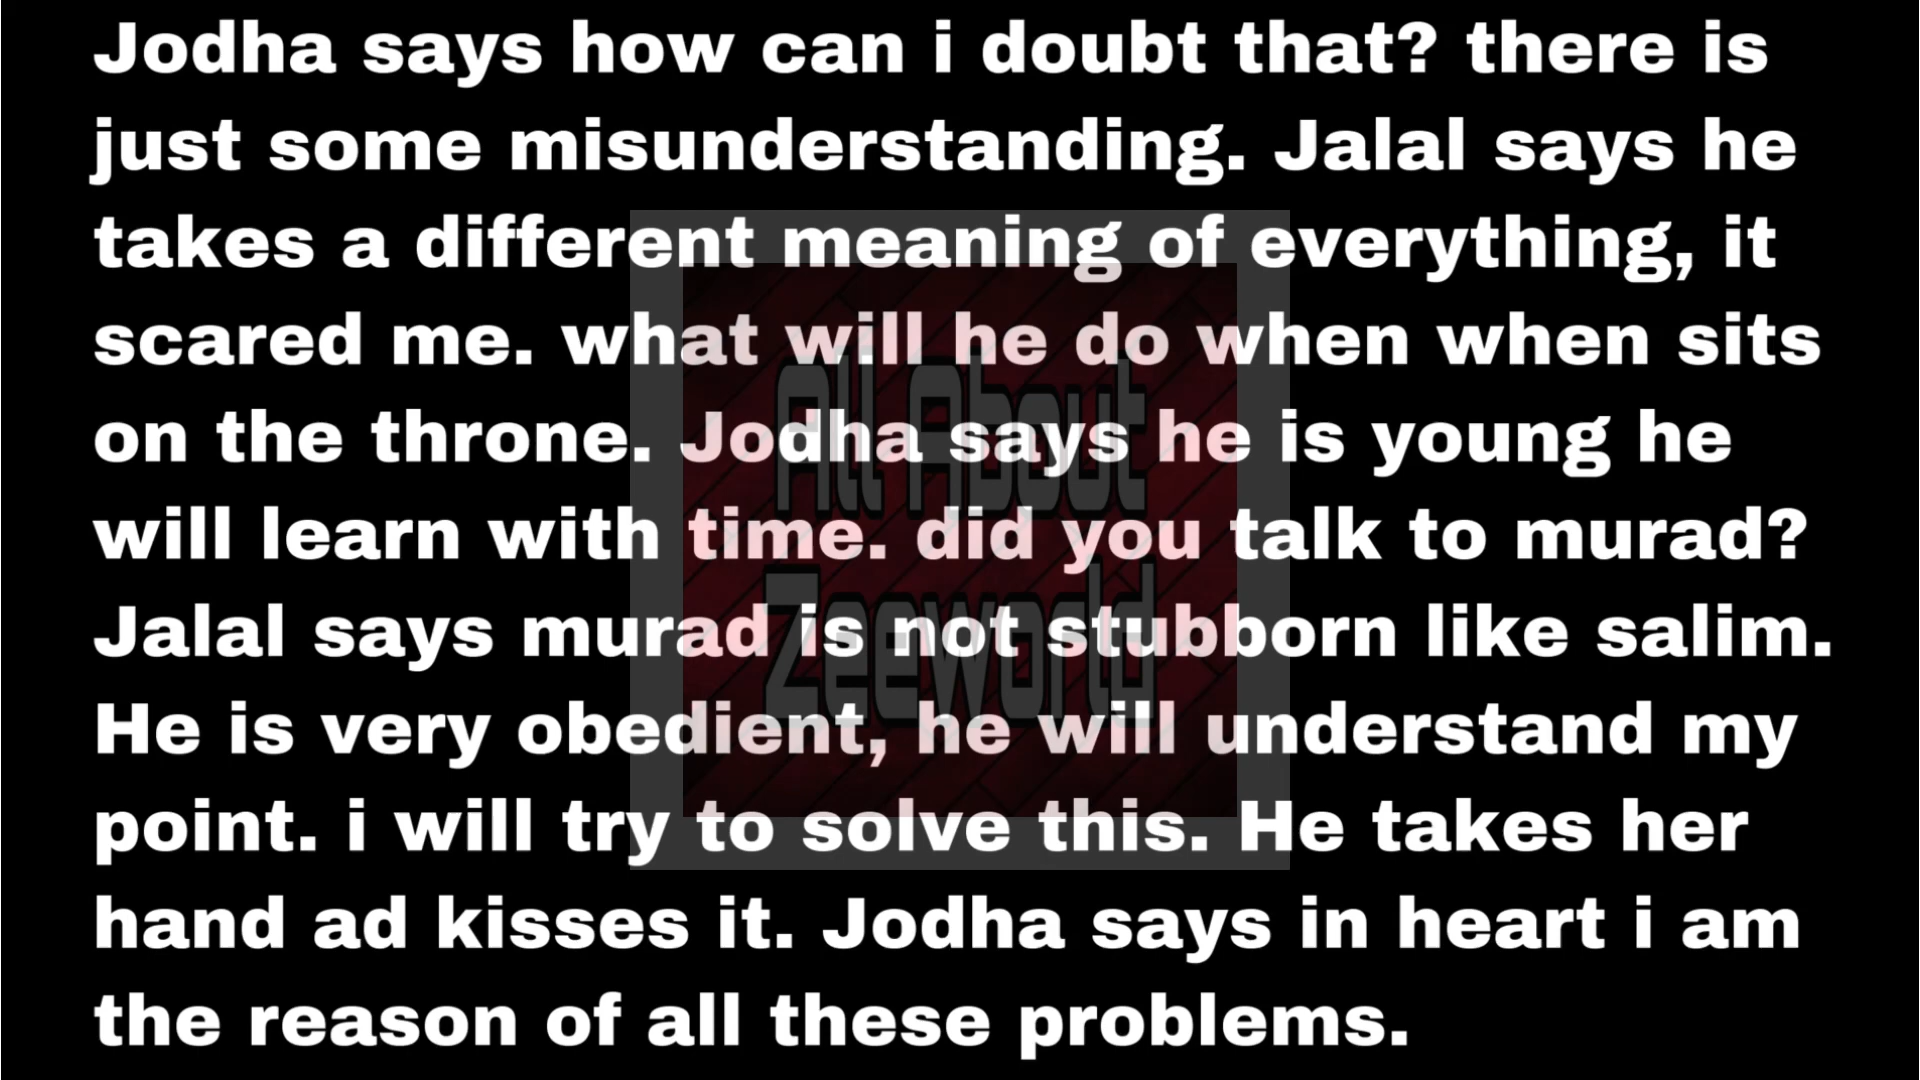 Jodha says how can i doubt that? there is
just some misunderstanding. Jalal says he
takes a different meaning of everything, it
scared me. what will he do when when sits
on the throne. Jodha says he is young he
will learn with time. did you talk to murad?
Jalal says murad is not stubborn like salim.
He is very obedient, he will understand my
point. i will try to solve this. He takes her
hand ad kisses it. Jodha says in heart i am
the reason of all these problems.
All About
Zeeworld